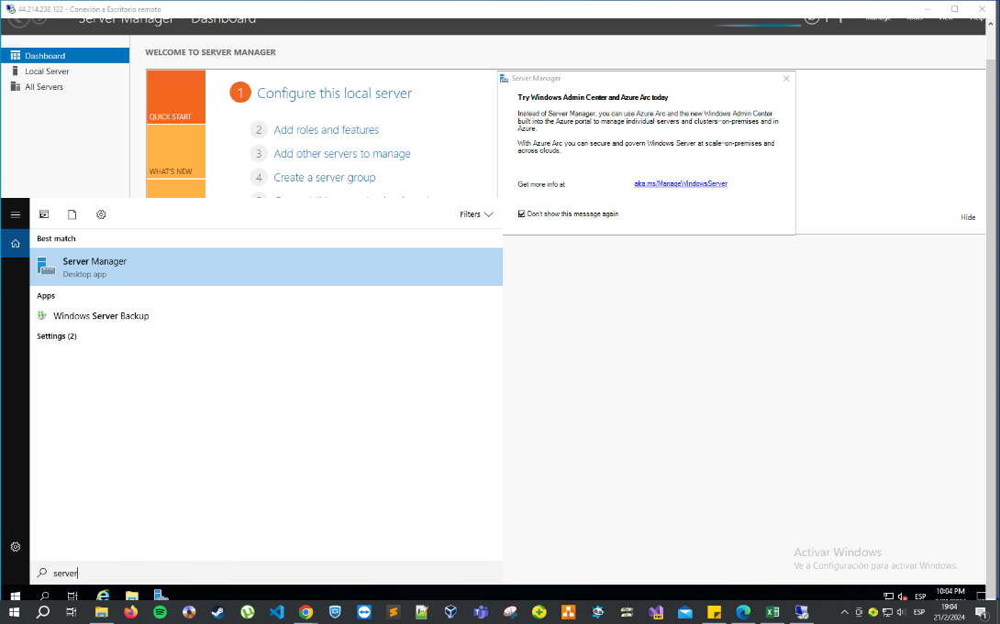 44.214.238.122 - Conexión a Escritorio remoto
Server Manager · Dashboard
Manage Tools View Help
Dashboard
Local Server
All Servers
WELCOME TO SERVER MANAGER
QUICK START
WHAT'S NEW
1 Configure this local server
2 Add roles and features
3 Add other servers to manage
4 Create a server group
Server Manager
Try Windows Admin Center and Azure Arc today
Instead of Server Manager, you can use Azure Arc and the new Windows Admin Center
built into the Azure portal to manage individual servers and clusters-on-premises and in
Azure.
With Azure Arc you can secure and govern Windows Server at scale-on-premises and
across clouds.
Get more info at aka.ms/ManageWindowsServer
Don't show this message again
Hide
Filters
Best match
Server Manager
Desktop app
Apps
Windows Server Backup
Settings (2)
server
Activar Windows
Ve a Configuración para activar Windows.
ESP
10:04 PM
ESP
19:04
21/2/2024
1